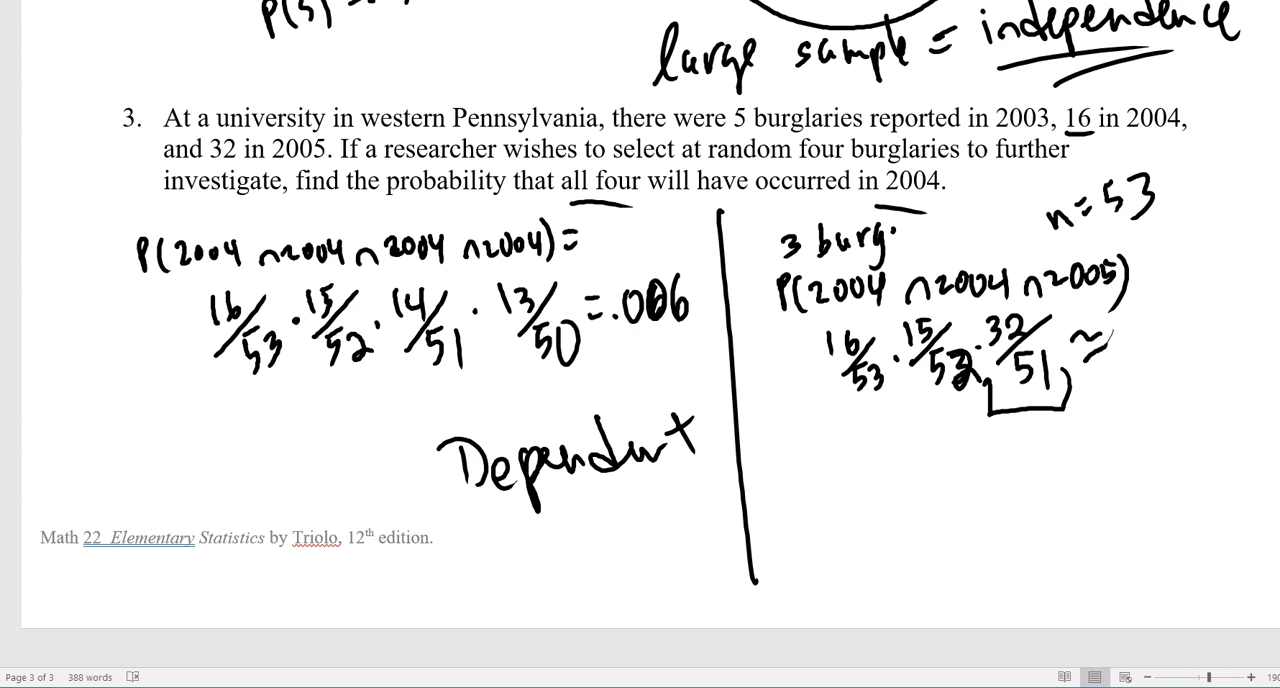 P(5)
large sample = independence
3. At a university in western Pennsylvania, there were 5 burglaries reported in 2003, 16 in 2004,
and 32 in 2005. If a researcher wishes to select at random four burglaries to further
investigate, find the probability that all four will have occurred in 2004.
n=53
P(2004 ∩ 2004 ∩ 2004 ∩ 2004) =
16/53 · 15/52 · 14/51 · 13/50 = .006
Dependent
3 burg.
P(2004 ∩ 2004 ∩ 2005)
16/53 · 15/52 · 32/51 ≈
Math 22 Elementary Statistics by Triolo, 12th edition.
Page 3 of 3 388 words
190